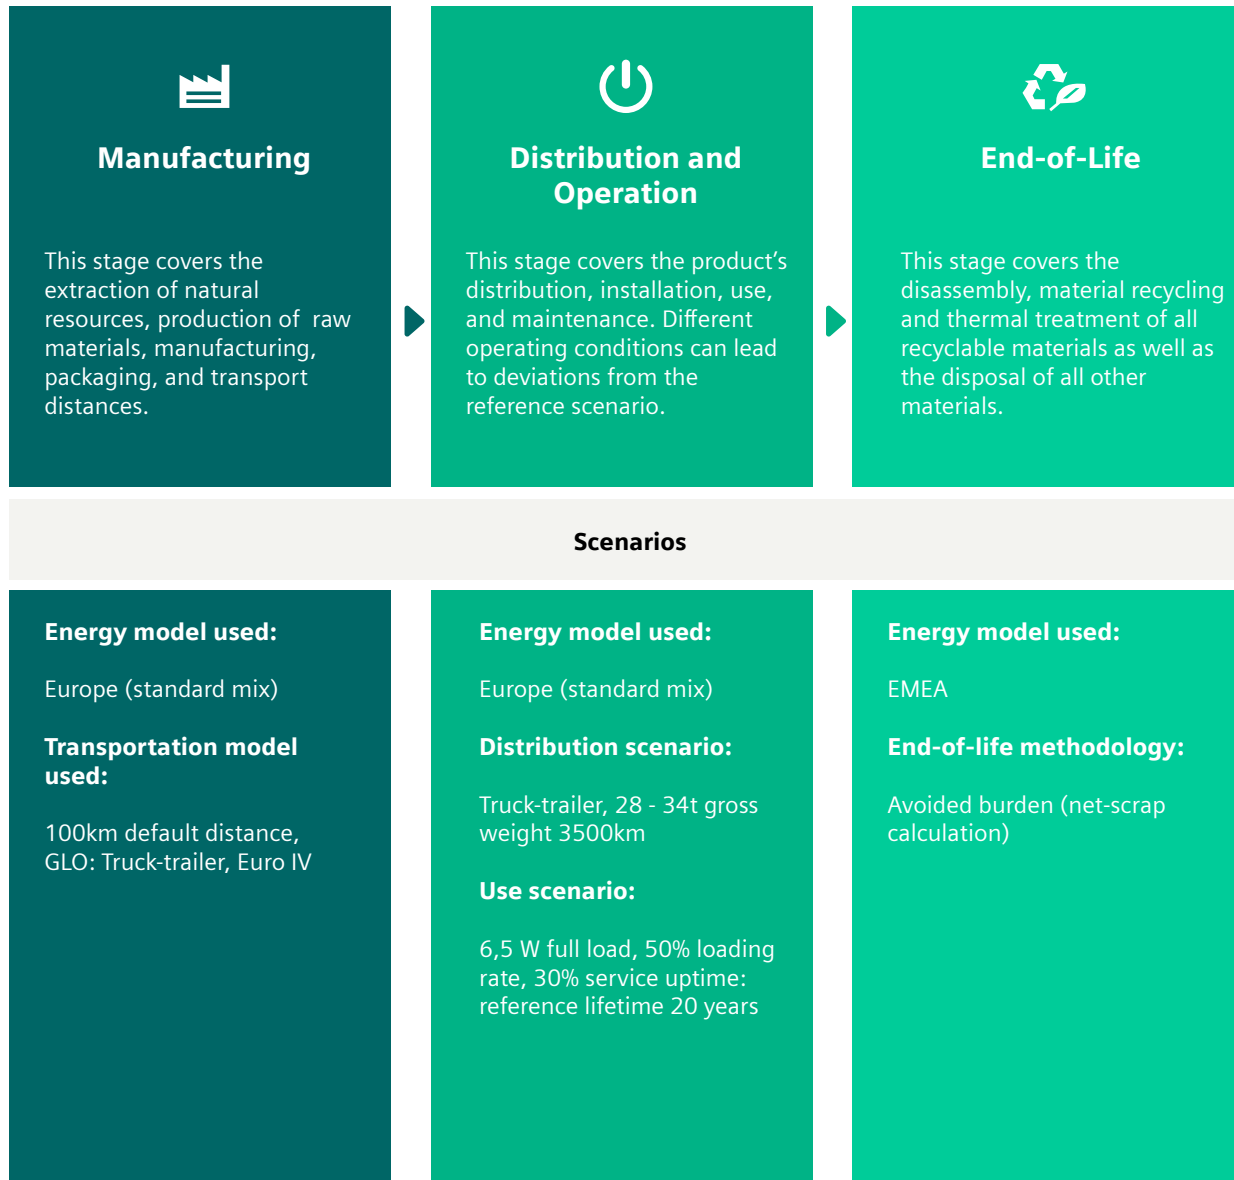 Manufacturing
This stage covers the
extraction of natural
resources, production of  raw
materials, manufacturing,
packaging, and transport
distances.
Distribution and
Operation
This stage covers the product’s
distribution, installation, use,
and maintenance. Different
operating conditions can lead
to deviations from the
reference scenario.
End-of-Life
This stage covers the
disassembly, material recycling
and thermal treatment of all
recyclable materials as well as
the disposal of all other
materials.
Scenarios
Energy model used:
Europe (standard mix)
Transportation model
used:
100km default distance,
GLO: Truck-trailer, Euro IV
Energy model used:
Europe (standard mix)
Distribution scenario:
Truck-trailer, 28 - 34t gross
weight 3500km
Use scenario:
6,5 W full load, 50% loading
rate, 30% service uptime:
reference lifetime 20 years
Energy model used:
EMEA
End-of-life methodology:
Avoided burden (net-scrap
calculation)